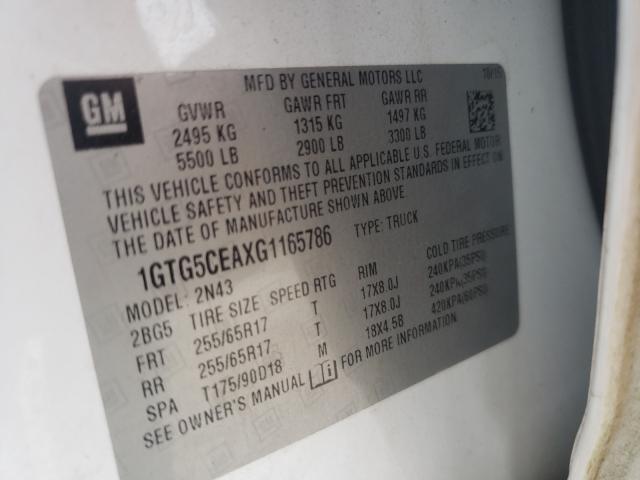 MFD BY GENERAL MOTORS LLC 10/15
GM
GVWR GAWR FRT GAWR RR
2495 KG 1315 KG 1497 KG
5500 LB 2900 LB 3300 LB
THIS VEHICLE CONFORMS TO ALL APPLICABLE U.S. FEDERAL MOTOR
VEHICLE SAFETY AND THEFT PREVENTION STANDARDS IN EFFECT ON
THE DATE OF MANUFACTURE SHOWN ABOVE.
1GTG5CEAXG1165786 TYPE: TRUCK
MODEL: 2N43
2BG5 TIRE SIZE SPEED RTG RIM COLD TIRE PRESSURE
FRT 255/65R17 T 17X8.0J 240KPA(35PSI)
RR 255/65R17 T 17X8.0J 240KPA(35PSI)
SPA T175/90D18 M 18X4.5B 420KPA(60PSI)
SEE OWNER'S MANUAL FOR MORE INFORMATION.